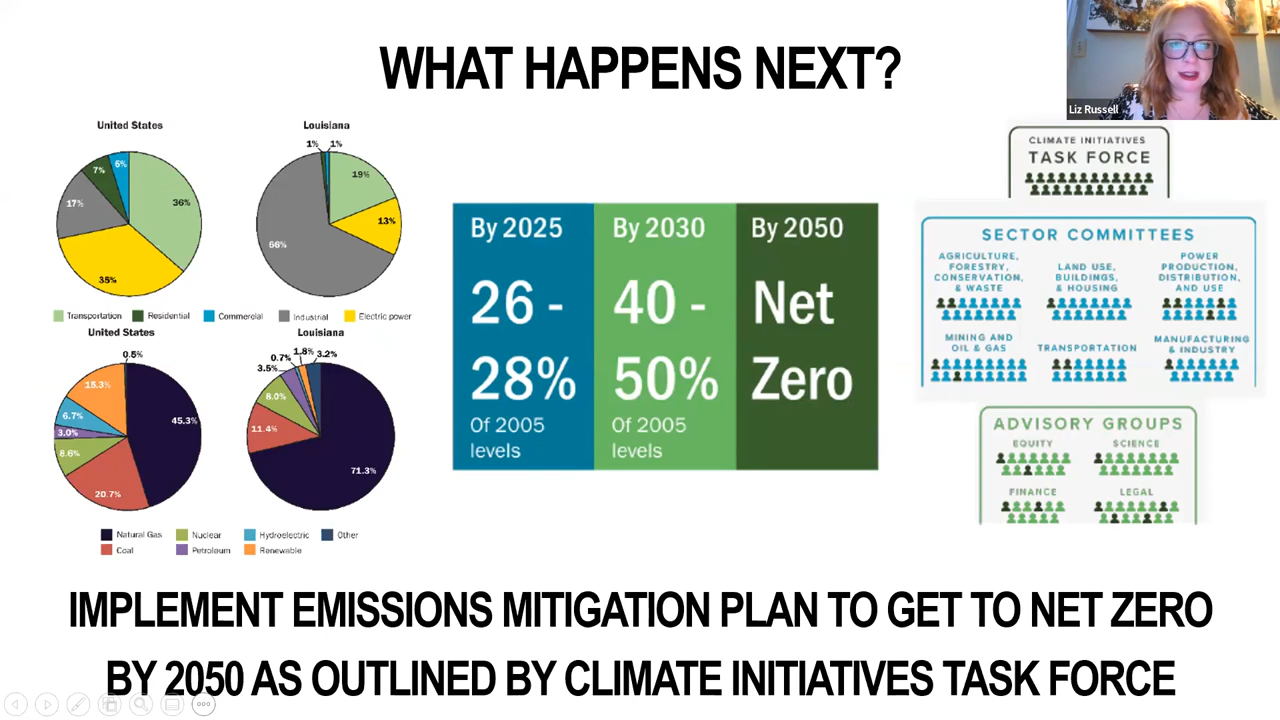 WHAT HAPPENS NEXT?
Liz Russell
United States
6%
7%
17%
36%
35%
Louisiana
1%
1%
19%
13%
66%
Transportation
Residential
Commercial
Industrial
Electric power
United States
0.5%
15.3%
6.7%
3.0%
8.6%
20.7%
45.3%
Louisiana
0.7%
1.8%
3.2%
3.5%
8.0%
11.4%
71.3%
Natural Gas
Nuclear
Hydroelectric
Other
Coal
Petroleum
Renewable
By 2025
26 -
28%
Of 2005
levels
By 2030
40 -
50%
Of 2005
levels
By 2050
Net
Zero
CLIMATE INITIATIVES
TASK FORCE
SECTOR COMMITTEES
AGRICULTURE,
FORESTRY,
CONSERVATION,
& WASTE
LAND USE,
BUILDINGS,
& HOUSING
POWER
PRODUCTION,
DISTRIBUTION,
AND USE
MINING AND
OIL & GAS
TRANSPORTATION
MANUFACTURING
& INDUSTRY
ADVISORY GROUPS
EQUITY
SCIENCE
FINANCE
LEGAL
IMPLEMENT EMISSIONS MITIGATION PLAN TO GET TO NET ZERO
BY 2050 AS OUTLINED BY CLIMATE INITIATIVES TASK FORCE